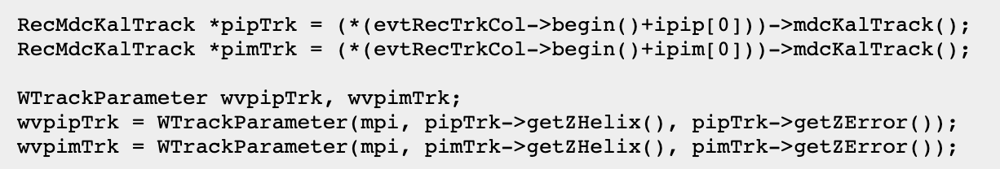 RecMdcKalTrack *pipTrk = (*(evtRecTrkCol->begin()+ipip[0]))->mdcKalTrack();
RecMdcKalTrack *pimTrk = (*(evtRecTrkCol->begin()+ipim[0]))->mdcKalTrack();
WTrackParameter wvpipTrk, wvpimTrk;
wvpipTrk = WTrackParameter(mpi, pipTrk->getZHelix(), pipTrk->getZError());
wvpimTrk = WTrackParameter(mpi, pimTrk->getZHelix(), pimTrk->getZError());